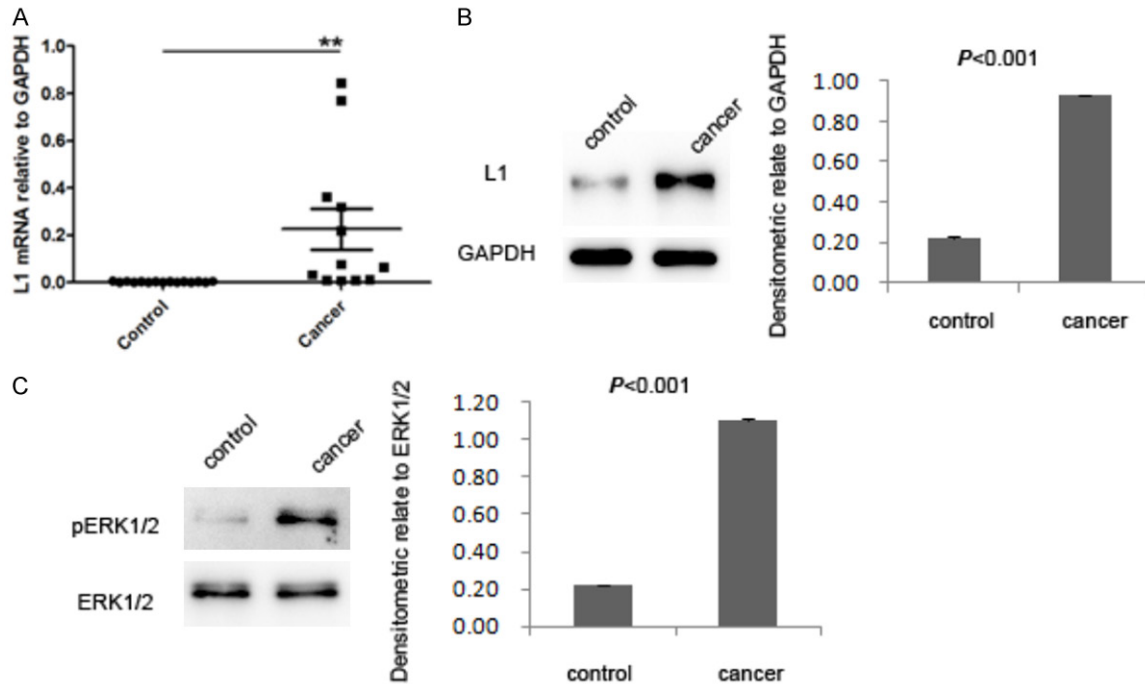 A
L1 mRNA relative to GAPDH
1.0
0.8
0.6
0.4
0.2
0.0
**
Control
Cancer
B
control
cancer
L1
GAPDH
Densitometric relate to GAPDH
P<0.001
1.00
0.80
0.60
0.40
0.20
0.00
control
cancer
C
control
cancer
pERK1/2
ERK1/2
Densitometric relate to ERK1/2
P<0.001
1.20
1.00
0.80
0.60
0.40
0.20
0.00
control
cancer